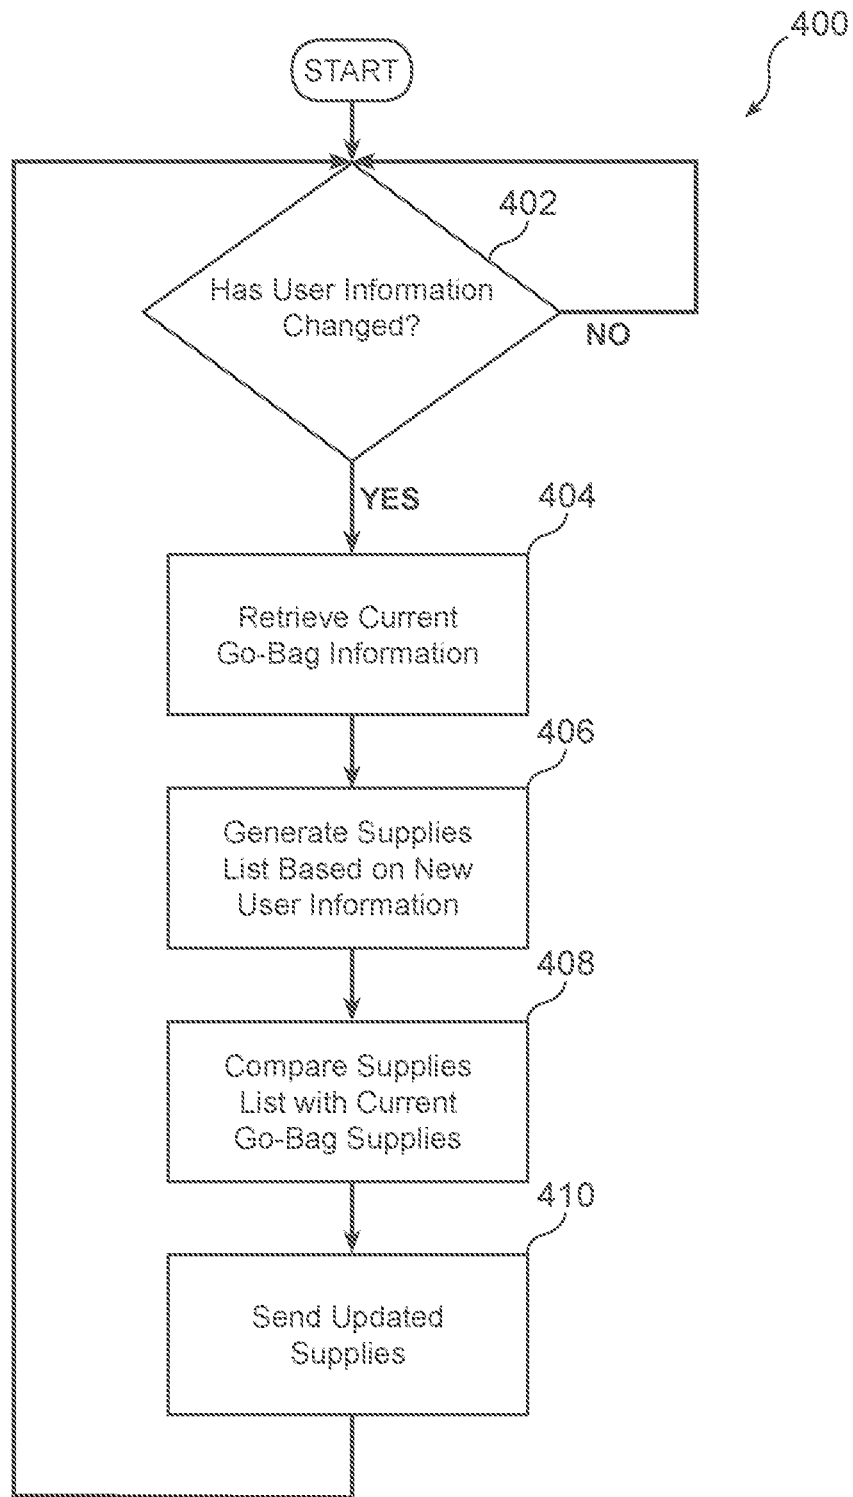 400
START
402
Has User Information
Changed?
NO
YES
404
Retrieve Current
Go-Bag Information
406
Generate Supplies
List Based on New
User Information
408
Compare Supplies
List with Current
Go-Bag Supplies
410
Send Updated
Supplies